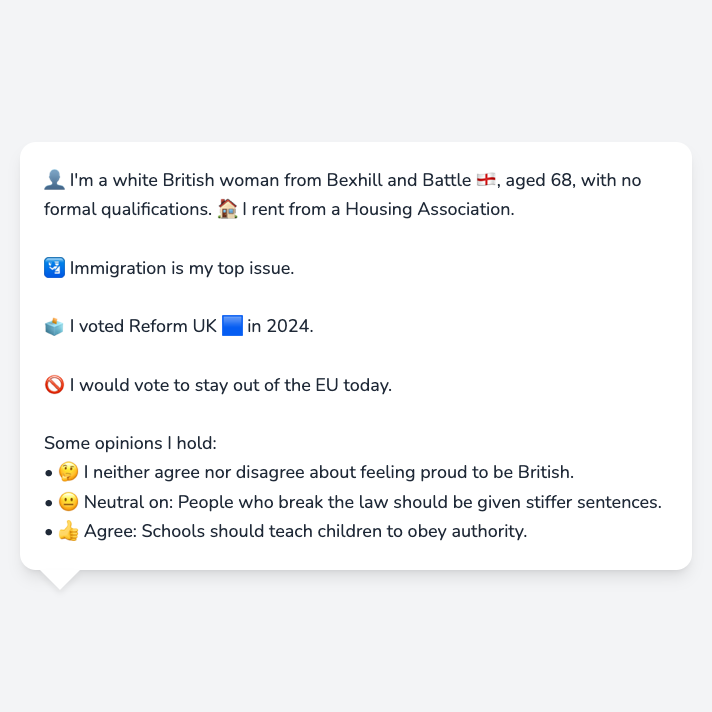 👤 I'm a white British woman from Bexhill and Battle 🏴󠁧󠁢󠁥󠁮󠁧󠁿, aged 68, with no
formal qualifications. 🏠 I rent from a Housing Association.
🛂 Immigration is my top issue.
🗳️ I voted Reform UK 🟦 in 2024.
🚫 I would vote to stay out of the EU today.
Some opinions I hold:
• 🤔 I neither agree nor disagree about feeling proud to be British.
• 😐 Neutral on: People who break the law should be given stiffer sentences.
• 👍 Agree: Schools should teach children to obey authority.